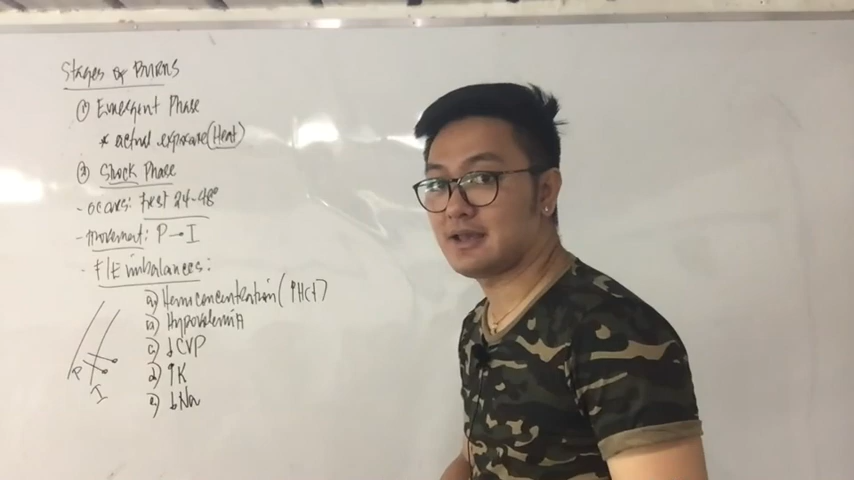 Stages of Burns
① Emergent Phase
* actual exposure (Heat)
② Shock Phase
- occurs: first 24-48°
- Movement: P → I
- F/E imbalances:
a) Hemoconcentration (↑Hct)
b) Hypovolemia
c) ↓CVP
d) ↑K
e) ↓Na
P
I